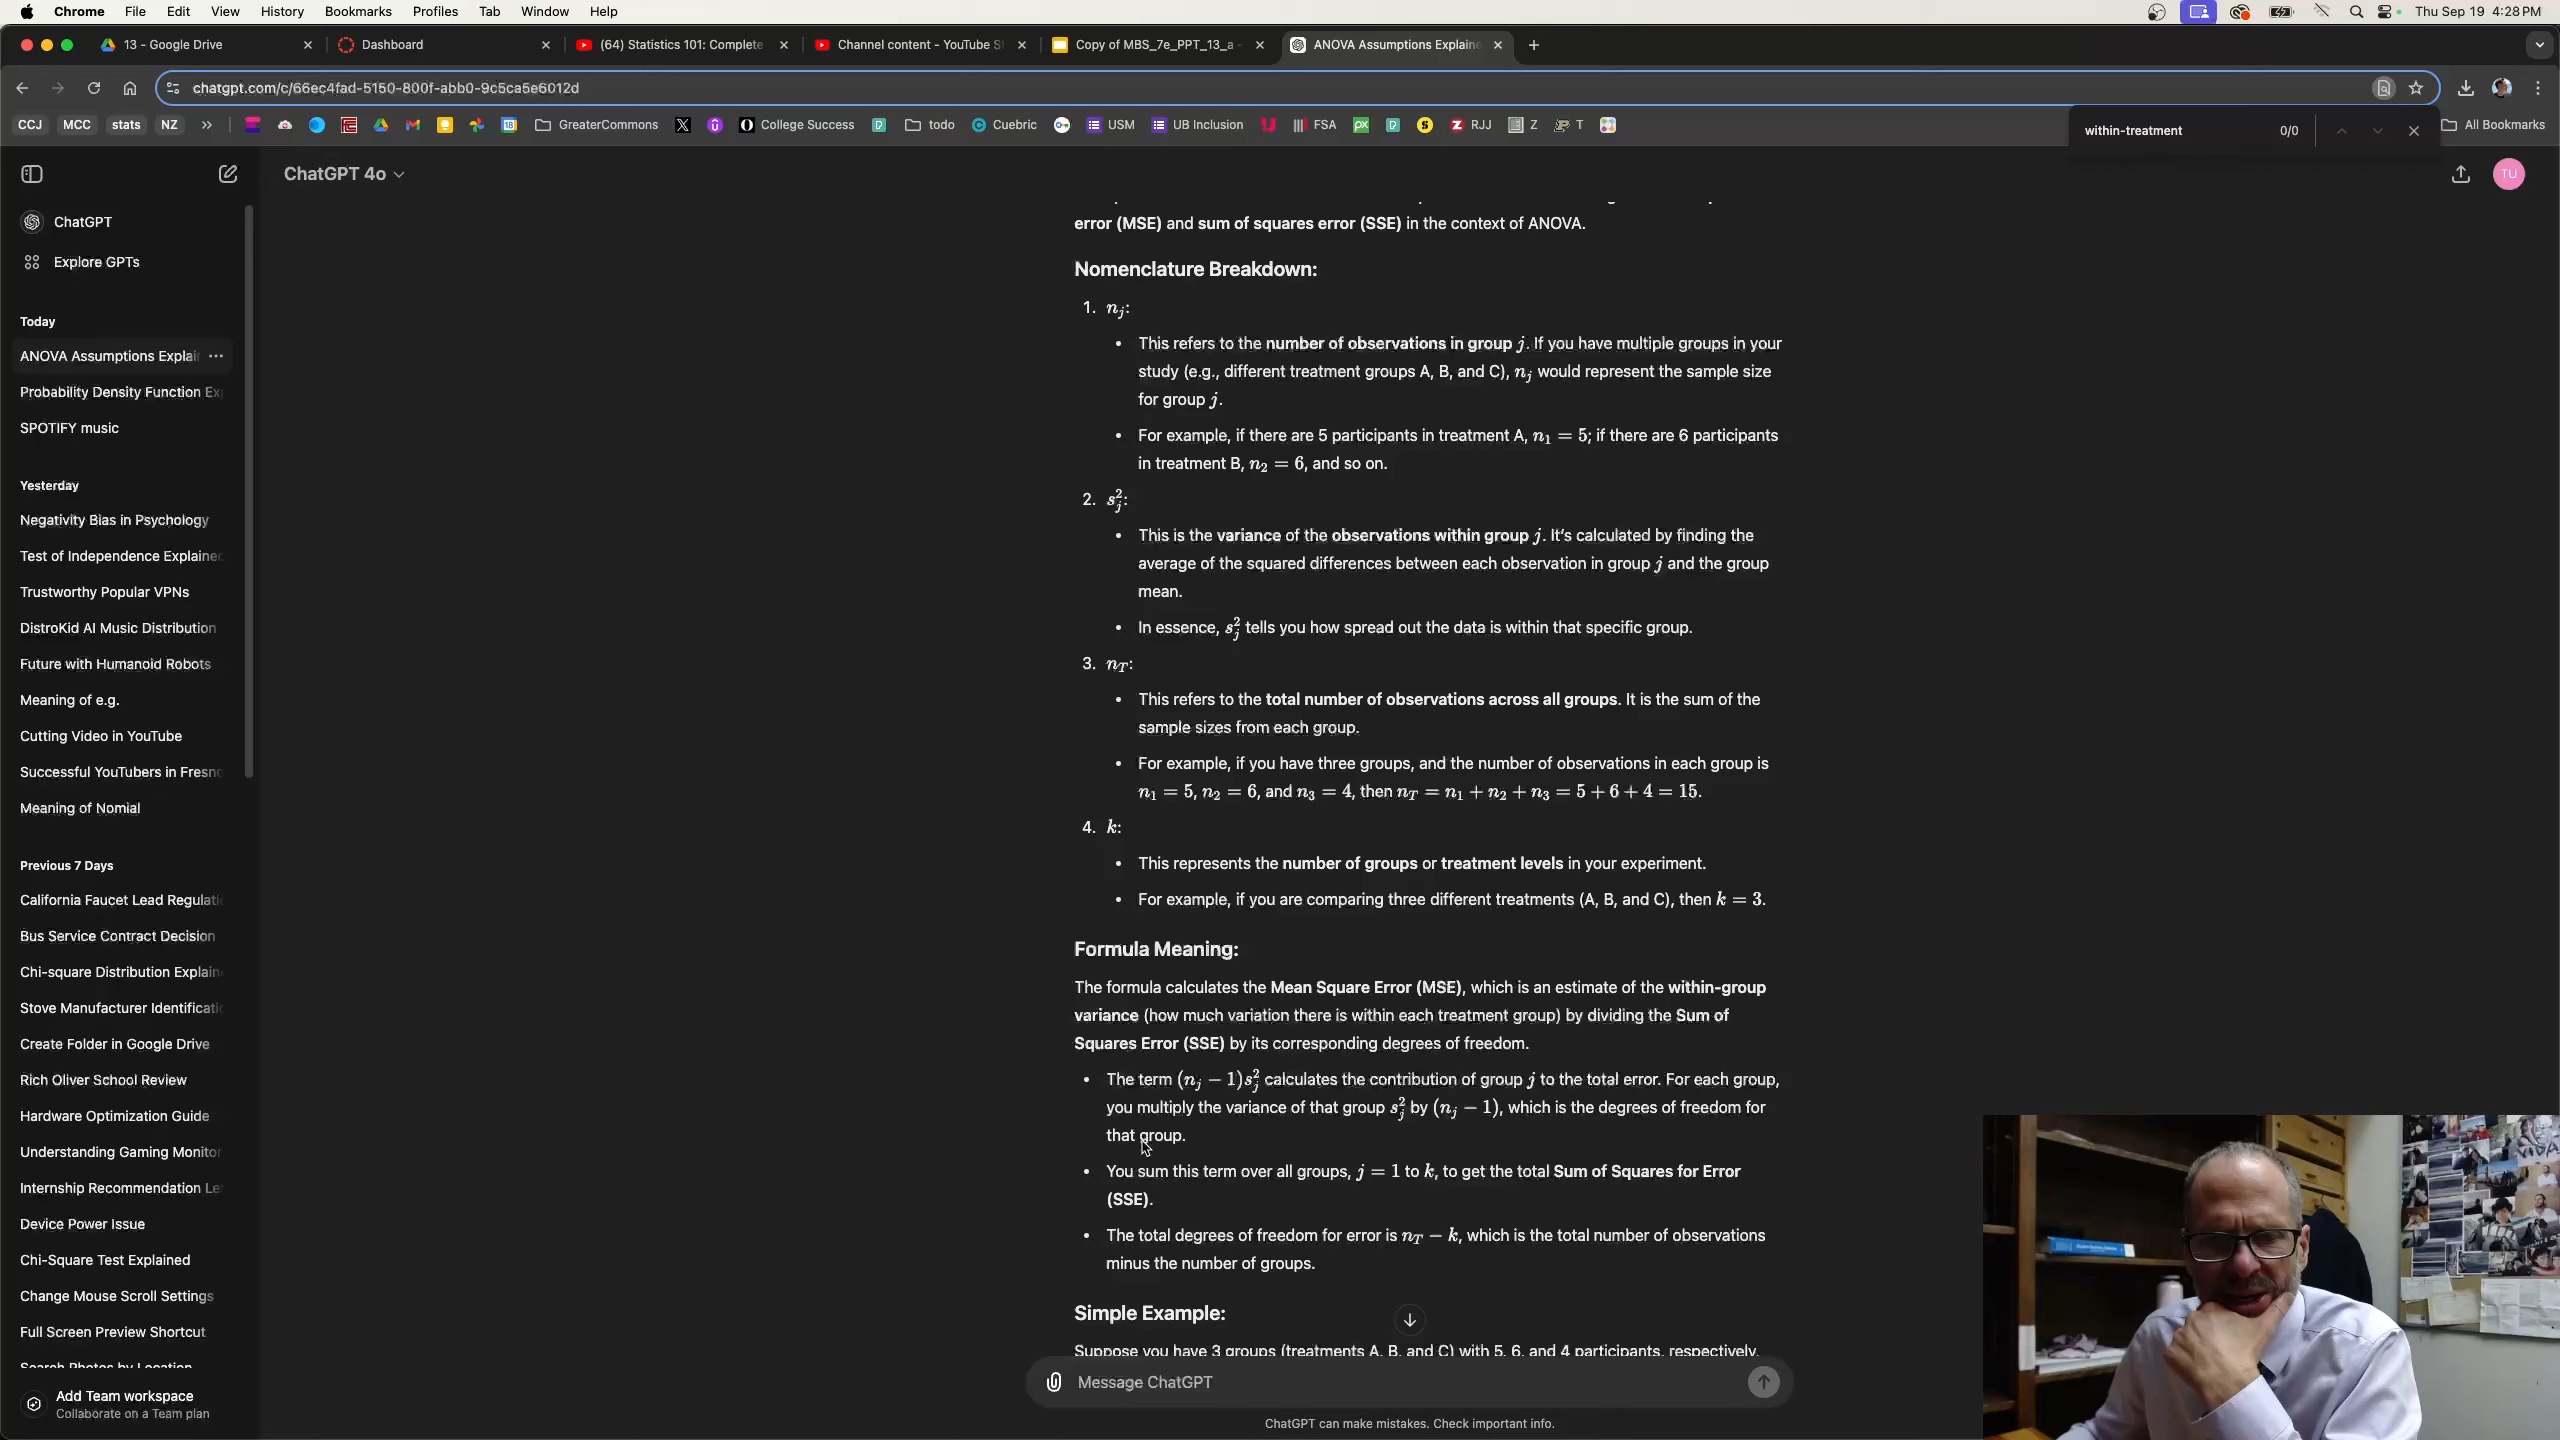 Chrome File Edit View History Bookmarks Profiles Tab Window Help
Thu Sep 19 4:28 PM
13 - Google Drive
Dashboard
(64) Statistics 101: Complete
Channel content - YouTube S
Copy of MBS_7e_PPT_13_a -
ANOVA Assumptions Explain
chatgpt.com/c/66ec4fad-5150-800f-abb0-9c5ca5e6012d
CCJ MCC stats NZ » GreaterCommons College Success todo Cuebric USM UB Inclusion FSA RJJ Z T
All Bookmarks
within-treatment 0/0
ChatGPT 4o
TU
ChatGPT
Explore GPTs
Today
ANOVA Assumptions Explai
Probability Density Function Ex
SPOTIFY music
Yesterday
Negativity Bias in Psychology
Test of Independence Explained
Trustworthy Popular VPNs
DistroKid AI Music Distribution
Future with Humanoid Robots
Meaning of e.g.
Cutting Video in YouTube
Successful YouTubers in Fresno
Meaning of Nomial
Previous 7 Days
California Faucet Lead Regulati
Bus Service Contract Decision
Chi-square Distribution Explain
Stove Manufacturer Identificati
Create Folder in Google Drive
Rich Oliver School Review
Hardware Optimization Guide
Understanding Gaming Monitor
Internship Recommendation Le
Device Power Issue
Chi-Square Test Explained
Change Mouse Scroll Settings
Full Screen Preview Shortcut
Search Photos by Location
Add Team workspace
Collaborate on a Team plan
error (MSE) and sum of squares error (SSE) in the context of ANOVA.
Nomenclature Breakdown:
1. nⱼ:
• This refers to the number of observations in group j. If you have multiple groups in your
study (e.g., different treatment groups A, B, and C), nⱼ would represent the sample size
for group j.
• For example, if there are 5 participants in treatment A, n₁ = 5; if there are 6 participants
in treatment B, n₂ = 6, and so on.
2. sⱼ²:
• This is the variance of the observations within group j. It's calculated by finding the
average of the squared differences between each observation in group j and the group
mean.
• In essence, sⱼ² tells you how spread out the data is within that specific group.
3. n_T:
• This refers to the total number of observations across all groups. It is the sum of the
sample sizes from each group.
• For example, if you have three groups, and the number of observations in each group is
n₁ = 5, n₂ = 6, and n₃ = 4, then n_T = n₁ + n₂ + n₃ = 5 + 6 + 4 = 15.
4. k:
• This represents the number of groups or treatment levels in your experiment.
• For example, if you are comparing three different treatments (A, B, and C), then k = 3.
Formula Meaning:
The formula calculates the Mean Square Error (MSE), which is an estimate of the within-group
variance (how much variation there is within each treatment group) by dividing the Sum of
Squares Error (SSE) by its corresponding degrees of freedom.
• The term (nⱼ − 1)sⱼ² calculates the contribution of group j to the total error. For each group,
you multiply the variance of that group sⱼ² by (nⱼ − 1), which is the degrees of freedom for
that group.
• You sum this term over all groups, j = 1 to k, to get the total Sum of Squares for Error
(SSE).
• The total degrees of freedom for error is n_T − k, which is the total number of observations
minus the number of groups.
Simple Example:
Suppose you have 3 groups (treatments A, B, and C) with 5, 6, and 4 participants, respectively.
Message ChatGPT
ChatGPT can make mistakes. Check important info.